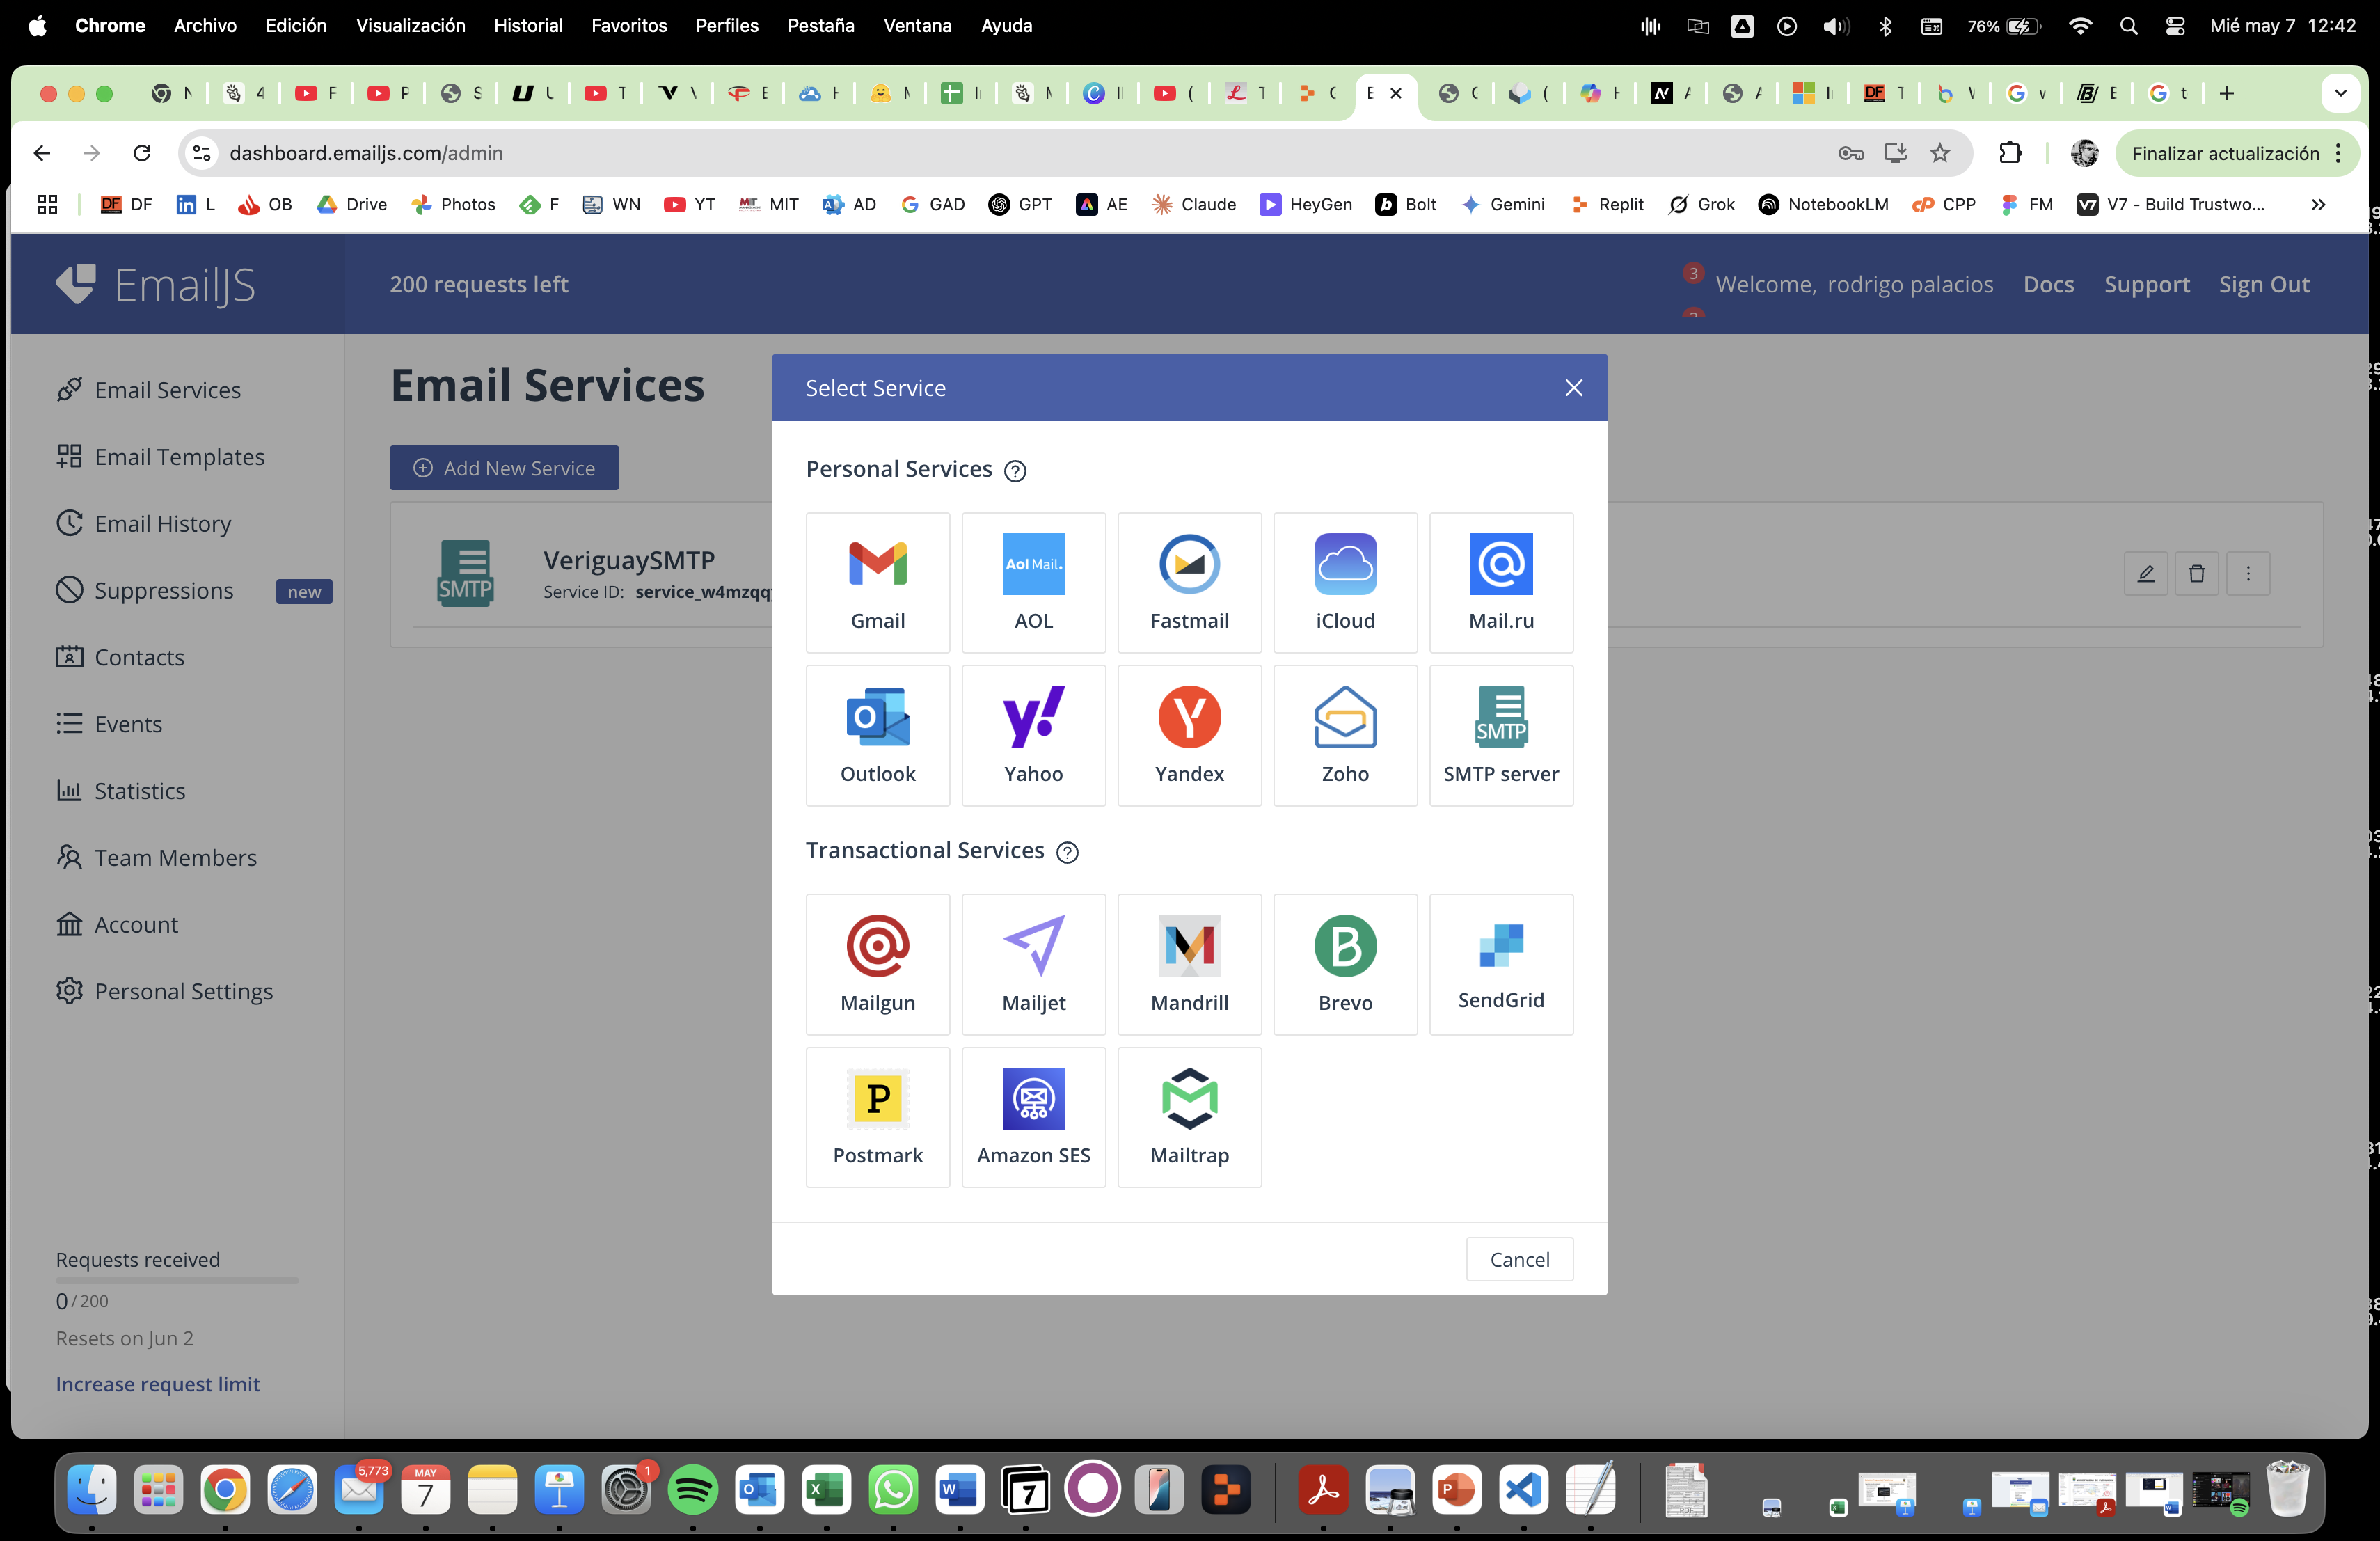 Chrome Archivo Edición Visualización Historial Favoritos Perfiles Pestaña Ventana Ayuda 76% Mié may 7 12:42
dashboard.emailjs.com/admin Finalizar actualización
DF L OB Drive Photos F WN YT MIT AD GAD GPT AE Claude HeyGen Bolt Gemini Replit Grok NotebookLM CPP FM V7 - Build Trustwo...
EmailJS 200 requests left 3 Welcome, rodrigo palacios Docs Support Sign Out
Email Services
Email Templates
Email History
Suppressions new
Contacts
Events
Statistics
Team Members
Account
Personal Settings
Requests received
0/200
Resets on Jun 2
Increase request limit
Email Services
Add New Service
SMTP
VeriguaySMTP
Service ID: service_w4mzqq
Select Service
Personal Services
Aol Mail.
Gmail AOL Fastmail iCloud Mail.ru
SMTP
Outlook Yahoo Yandex Zoho SMTP server
Transactional Services
Mailgun Mailjet Mandrill Brevo SendGrid
Postmark Amazon SES Mailtrap
Cancel
5,773 MAY 7 1 7